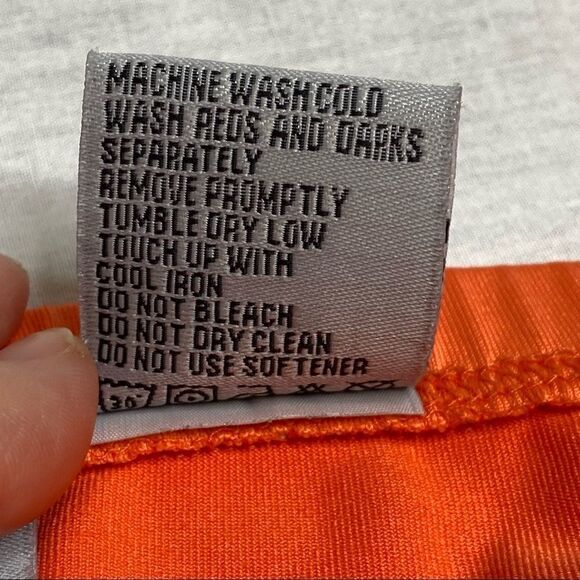 MACHINE WASH COLD
WASH REDS AND DARKS
SEPARATELY
REMOVE PROMPTLY
TUMBLE DRY LOW
TOUCH UP WITH
COOL IRON
DO NOT BLEACH
DO NOT DRY CLEAN
DO NOT USE SOFTENER
30